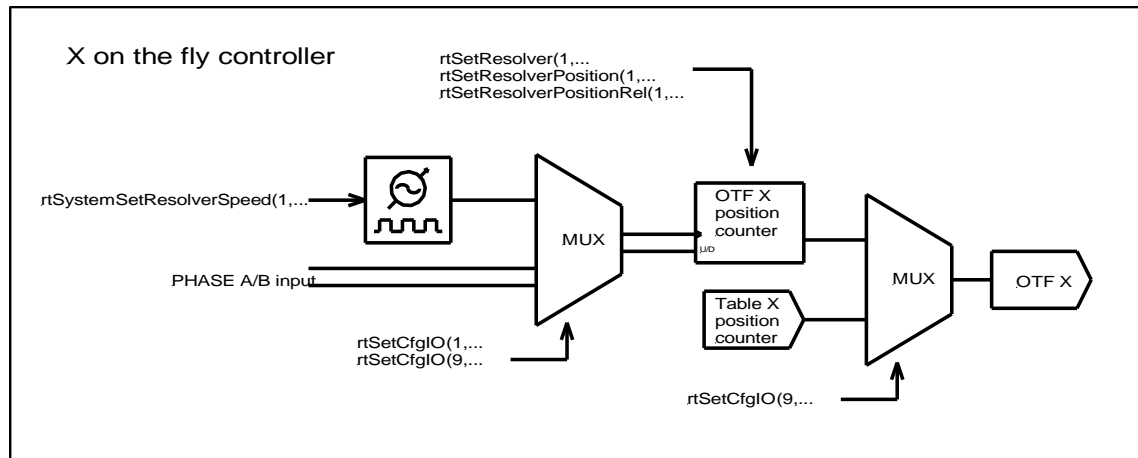 X on the fly controller
rtSetResolver(1,...
rtSetResolverPosition(1,...
rtSetResolverPositionRel(1,...
rtSystemSetResolverSpeed(1,...
PHASE A/B input
MUX
rtSetCfgIO(1,...
rtSetCfgIO(9,...
OTF X
position
counter
U/D
Table X
position
counter
MUX
rtSetCfgIO(9,...
OTF X